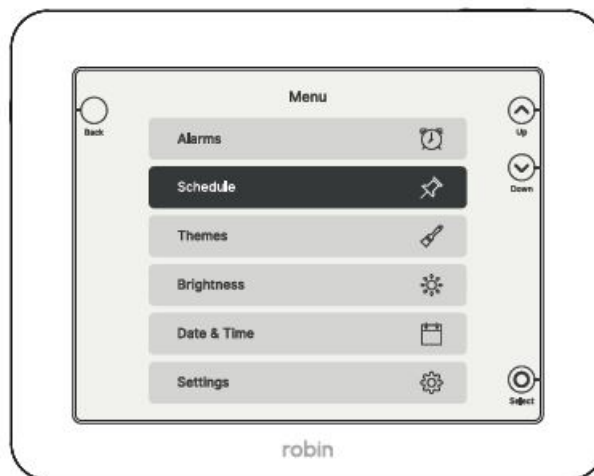 Menu
Back
Up
Alarms
Schedule
Down
Themes
Brightness
Date & Time
Settings
Select
robin